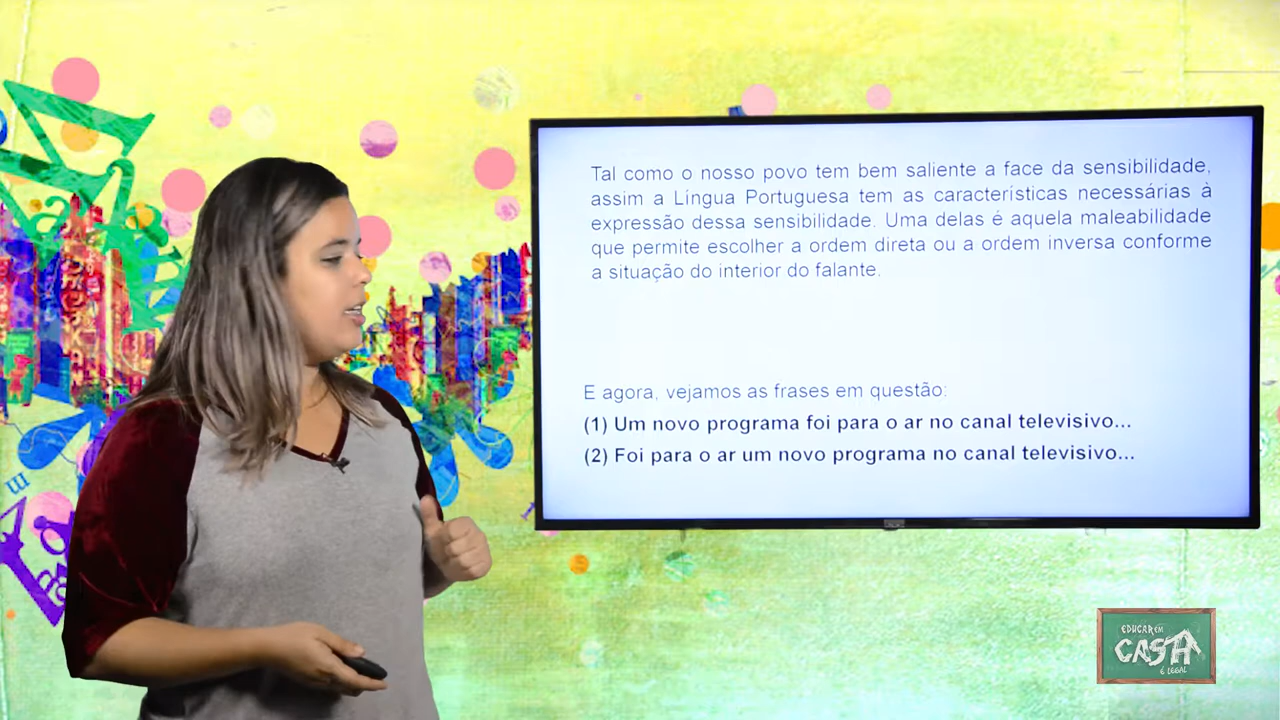 Tal como o nosso povo tem bem saliente a face da sensibilidade,
assim a Língua Portuguesa tem as características necessárias à
expressão dessa sensibilidade. Uma delas é aquela maleabilidade
que permite escolher a ordem direta ou a ordem inversa conforme
a situação do interior do falante.
E agora, vejamos as frases em questão:
(1) Um novo programa foi para o ar no canal televisivo...
(2) Foi para o ar um novo programa no canal televisivo...
EDUCAR EM
CASA
É LEGAL